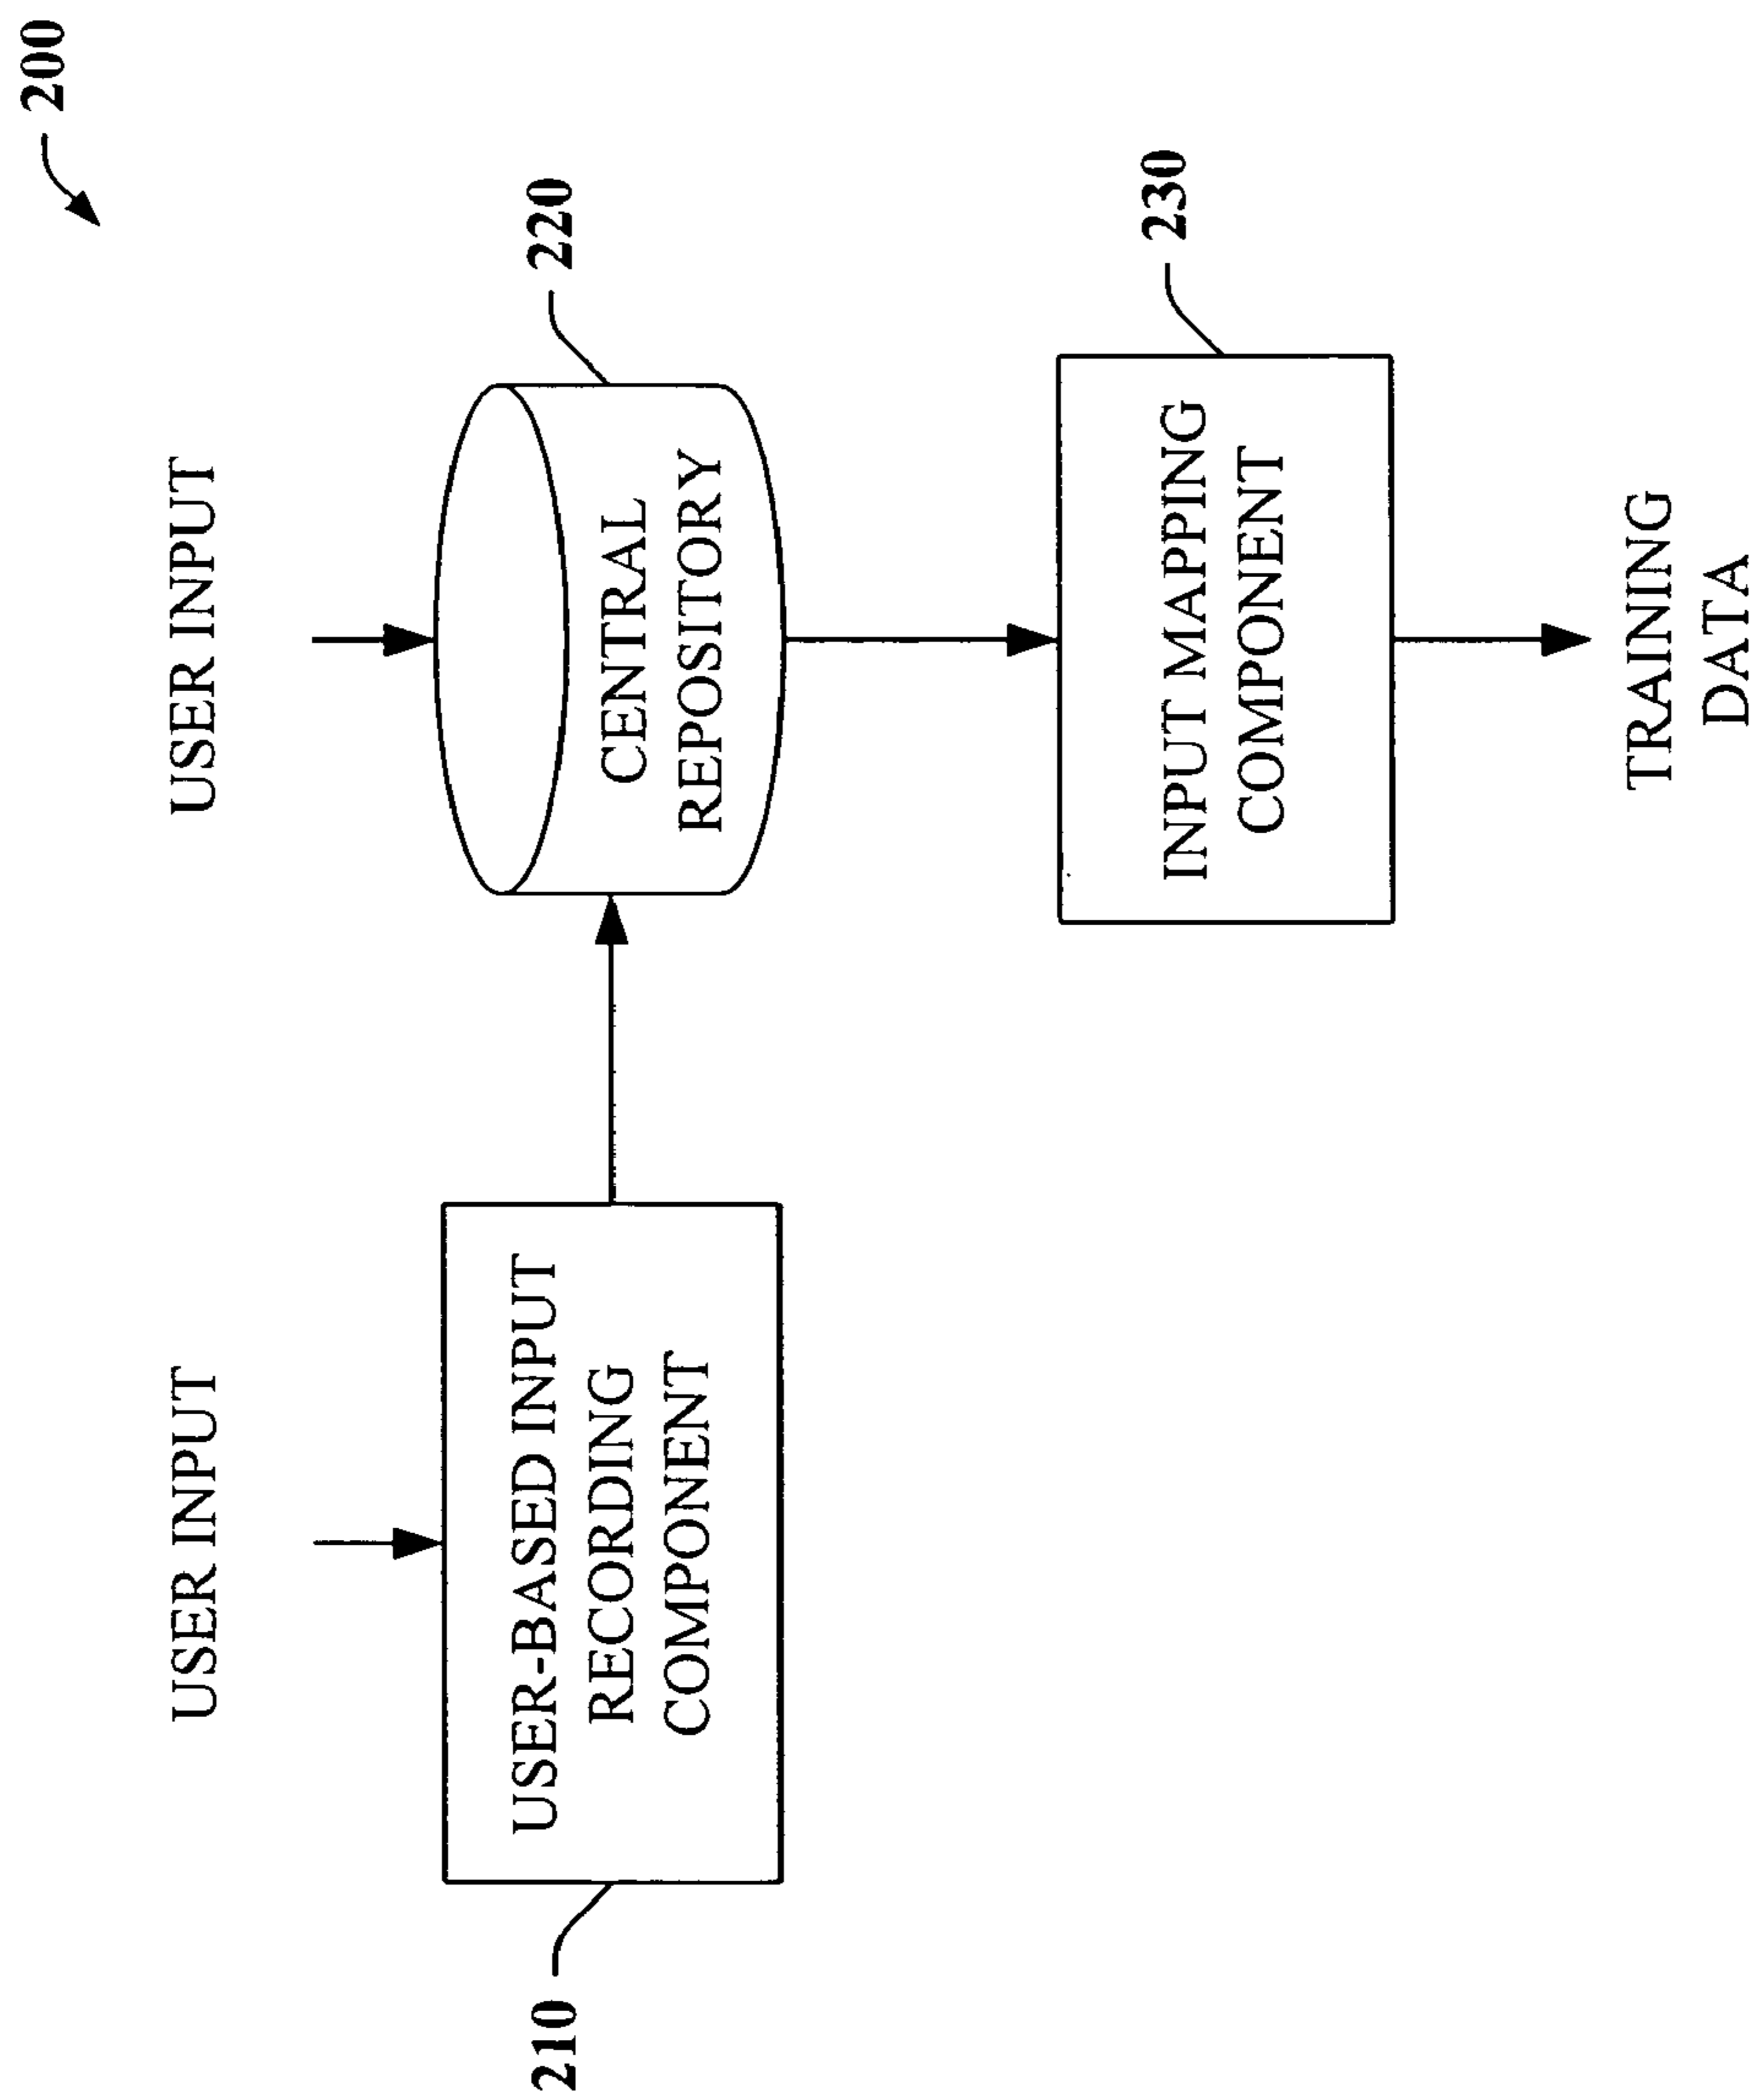 200
USER INPUT
USER INPUT
210
USER-BASED INPUT
RECORDING
COMPONENT
CENTRAL
REPOSITORY
220
INPUT MAPPING
COMPONENT
230
TRAINING
DATA